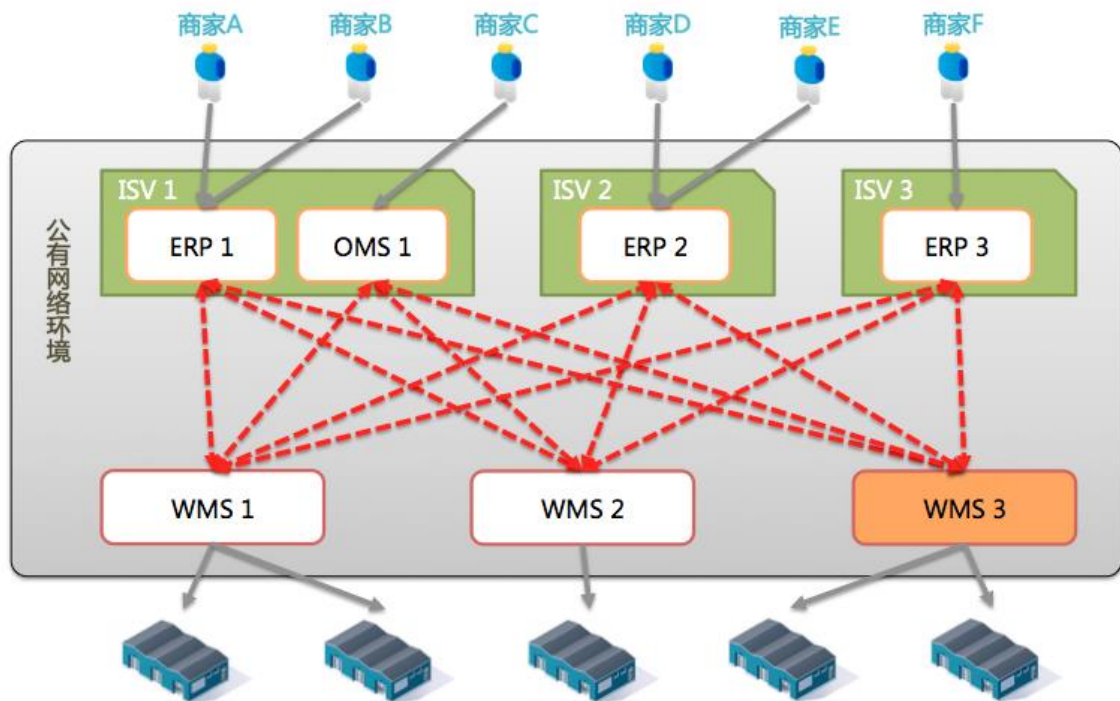 商家A
商家B
商家C
商家D
商家E
商家F
ISV 1
ISV 2
ISV 3
ERP 1
OMS 1
ERP 2
ERP 3
公有网络环境
WMS 1
WMS 2
WMS 3